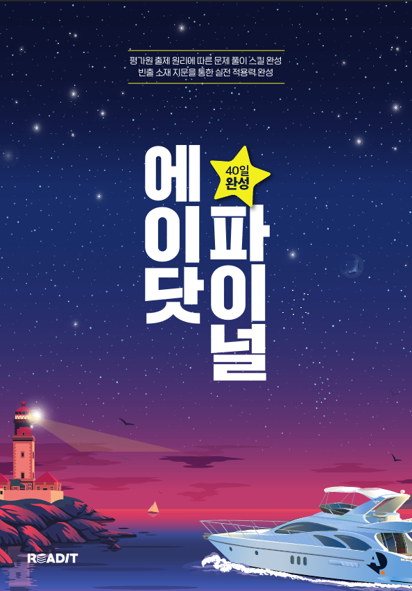 평가원 출제 원리에 따른 문제 풀이 스킬 완성
빈출 소재 지문을 통한 실전 적용력 완성
에이닷
40일
완성
파이널
READIT